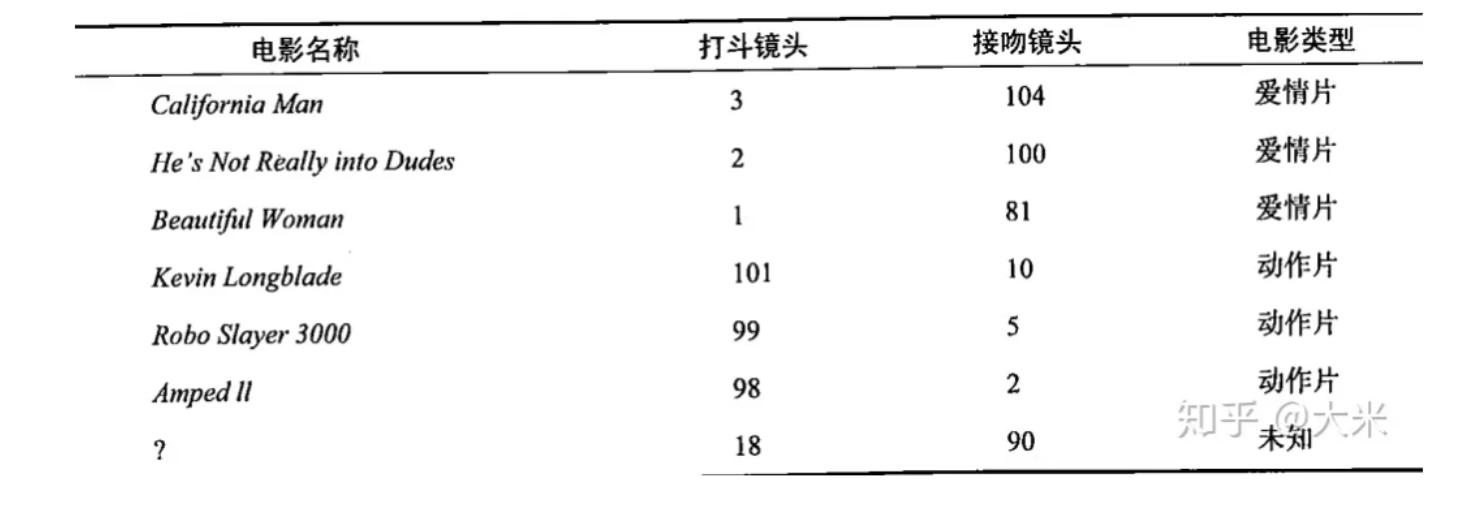 电影名称 打斗镜头 接吻镜头 电影类型
California Man 3 104 爱情片
He's Not Really into Dudes 2 100 爱情片
Beautiful Woman 1 81 爱情片
Kevin Longblade 101 10 动作片
Robo Slayer 3000 99 5 动作片
Amped ll 98 2 动作片
? 18 90 未知
知乎 @大米